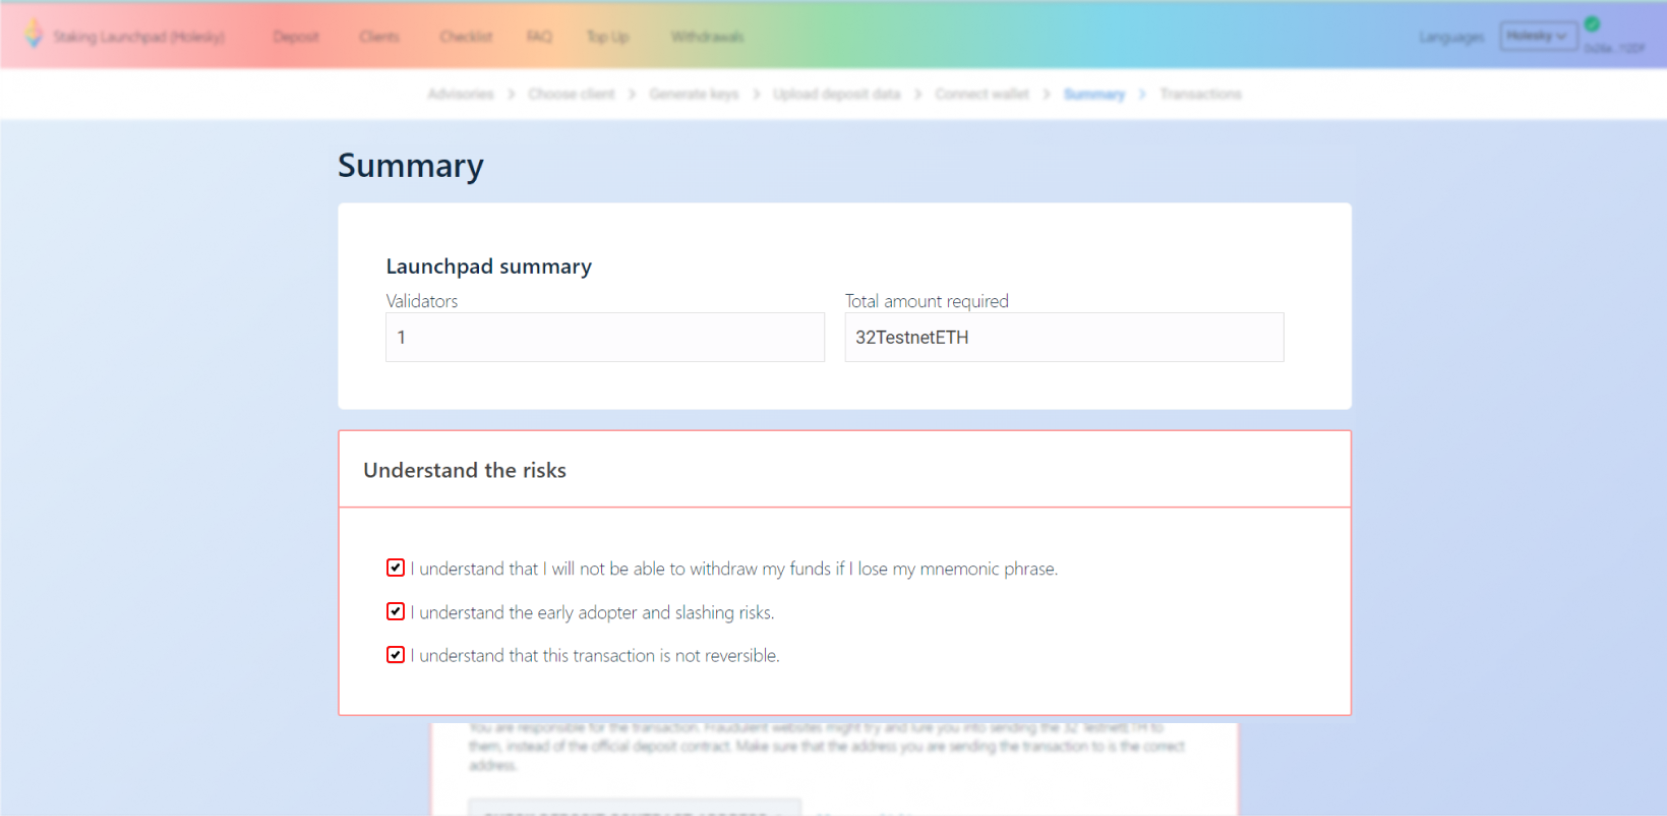 Staking Launchpad (Holesky)
Deposit
Clients
Checklist
FAQ
Top Up
Withdrawals
Languages
Holesky
Advisories > Choose client > Generate keys > Upload deposit data > Connect wallet > Summary > Transactions
Summary
Launchpad summary
Validators
1
Total amount required
32TestnetETH
Understand the risks
I understand that I will not be able to withdraw my funds if I lose my mnemonic phrase.
I understand the early adopter and slashing risks.
I understand that this transaction is not reversible.
You are responsible for the transaction. Fraudulent websites might try and lure you into sending the 32 TestnetETH to
them, instead of the official deposit contract. Make sure that the address you are sending the transaction to is the correct
address.